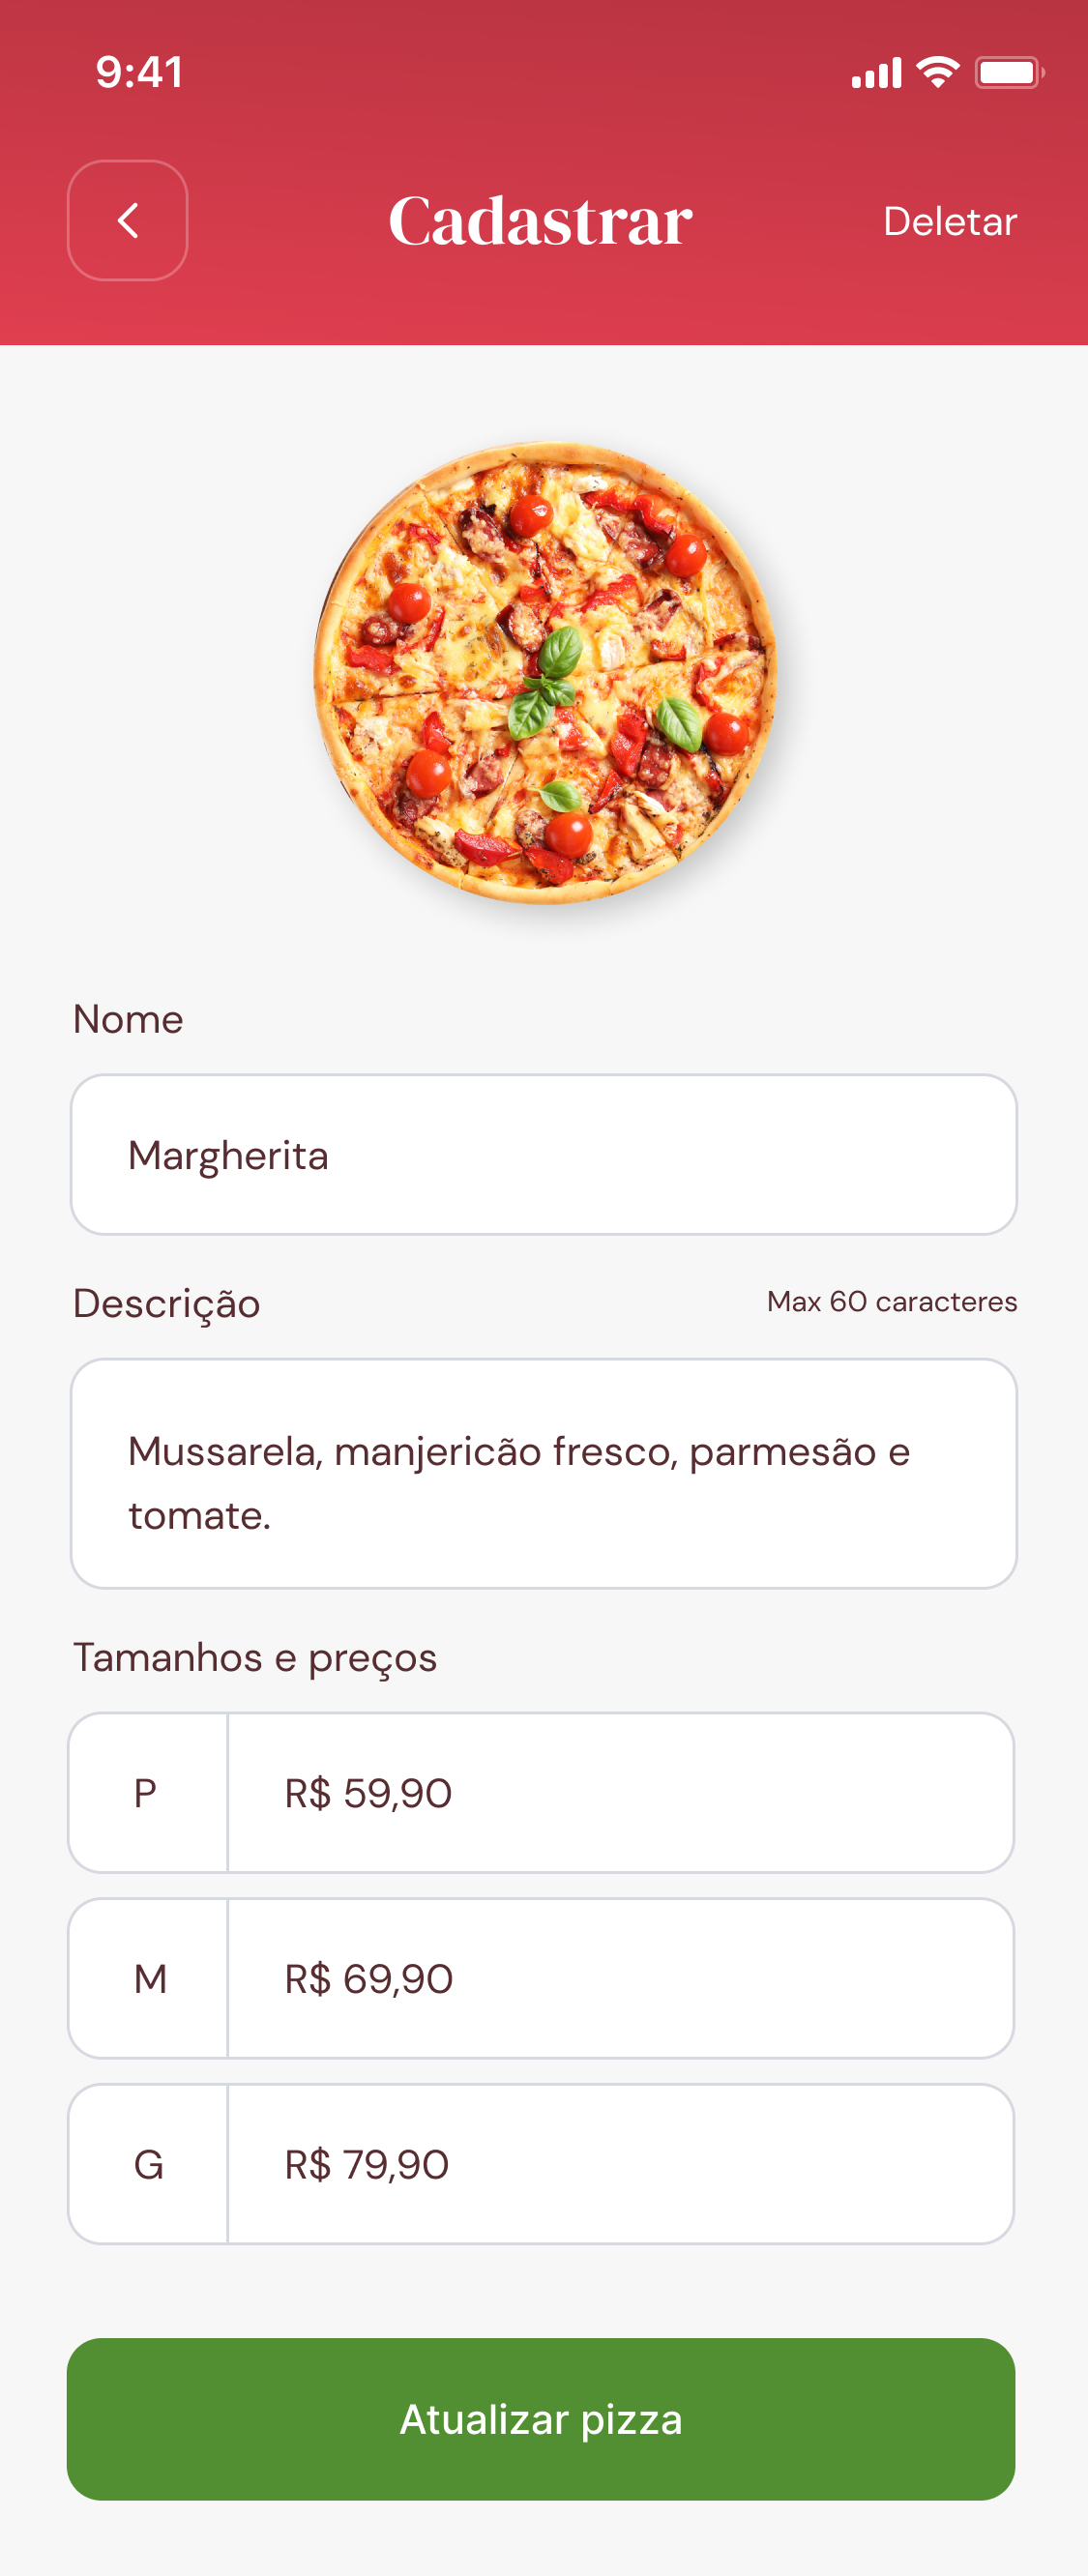 9:41
Cadastrar
Deletar
Nome
Margherita
Descrição
Max 60 caracteres
Mussarela, manjericão fresco, parmesão e
tomate.
Tamanhos e preços
P
R$ 59,90
M
R$ 69,90
G
R$ 79,90
Atualizar pizza